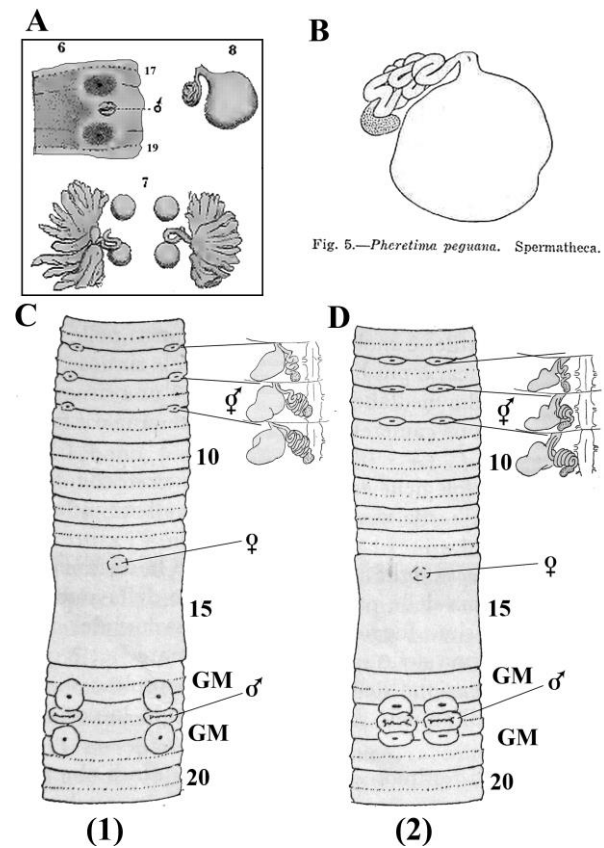 A
6
8
17
♂
19
7
B
Fig. 5.—Pheretima peguana. Spermatheca.
C
D
⚥
10
♀
15
GM
♂
GM
20
(1)
⚥
10
♀
15
GM
♂
GM
20
(2)